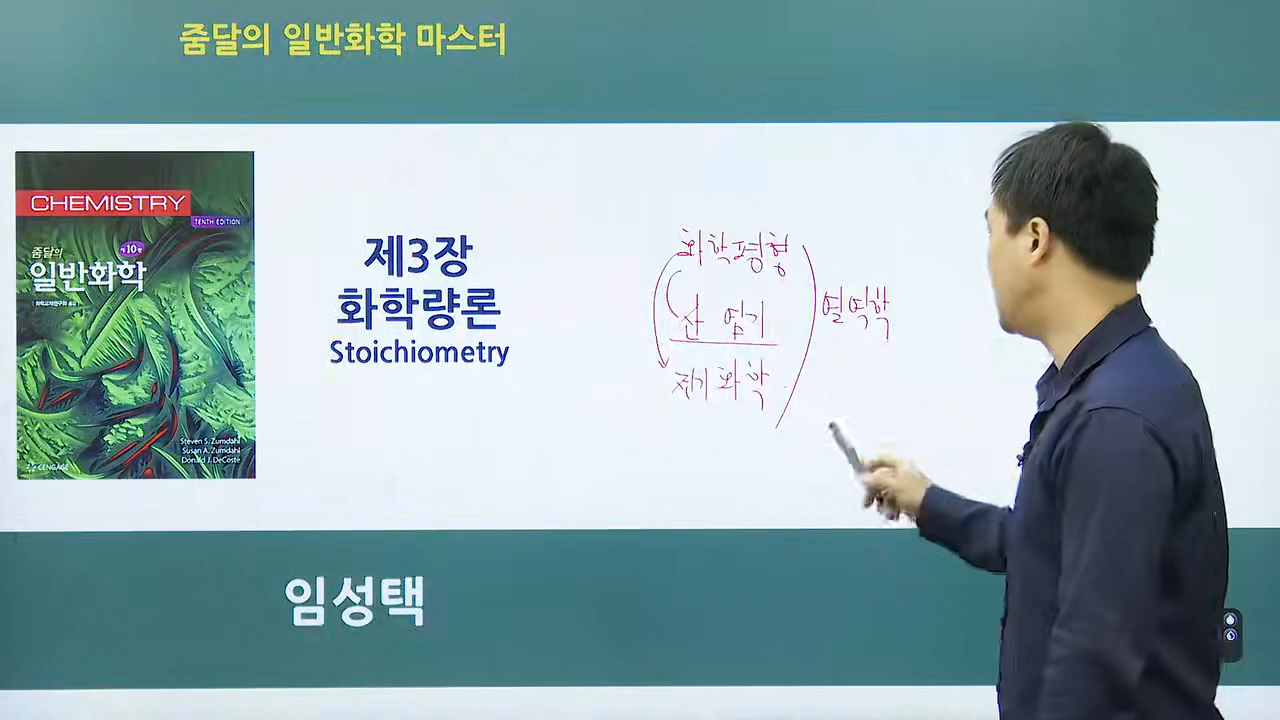 줌달의 일반화학 마스터
CHEMISTRY
TENTH EDITION
줌달의
제10판
일반화학
Steven S. Zumdahl
Susan A. Zumdahl
Donald J. DeCoste
CENGAGE
제3장
화학량론
Stoichiometry
화학평형
산 염기
전기화학
열역학
임성택